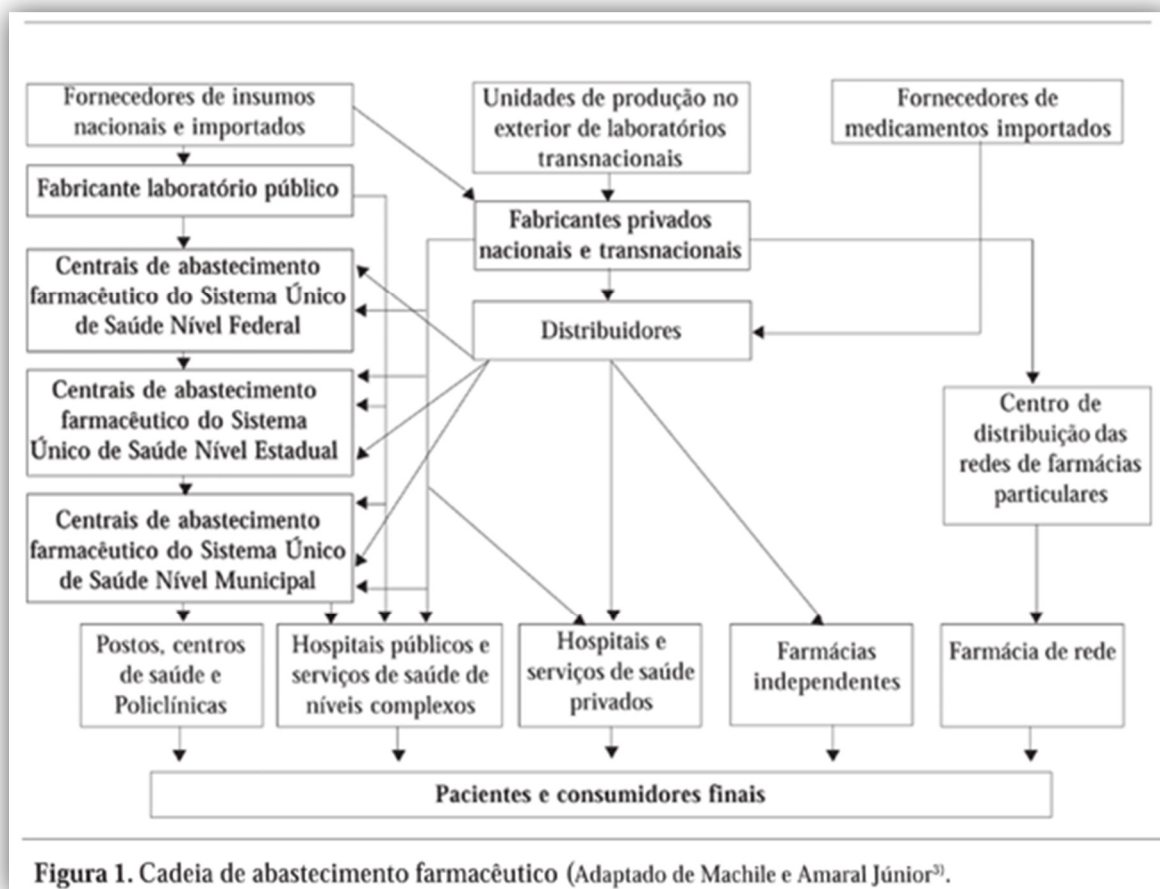 Fornecedores de insumos
nacionais e importados
Unidades de produção no
exterior de laboratórios
transnacionais
Fornecedores de
medicamentos importados
Fabricante laboratório público
Fabricantes privados
nacionais e transnacionais
Centrais de abastecimento
farmacêutico do Sistema Único
de Saúde Nível Federal
Distribuidores
Centrais de abastecimento
farmacêutico do Sistema
Único de Saúde Nível Estadual
Centro de
distribuição das
redes de farmácias
particulares
Centrais de abastecimento
farmacêutico do Sistema Único
de Saúde Nível Municipal
Postos, centros
de saúde e
Policlínicas
Hospitais públicos e
serviços de saúde de
níveis complexos
Hospitais e
serviços de saúde
privados
Farmácias
independentes
Farmácia de rede
Pacientes e consumidores finais
Figura 1. Cadeia de abastecimento farmacêutico (Adaptado de Machile e Amaral Júnior³⁾.